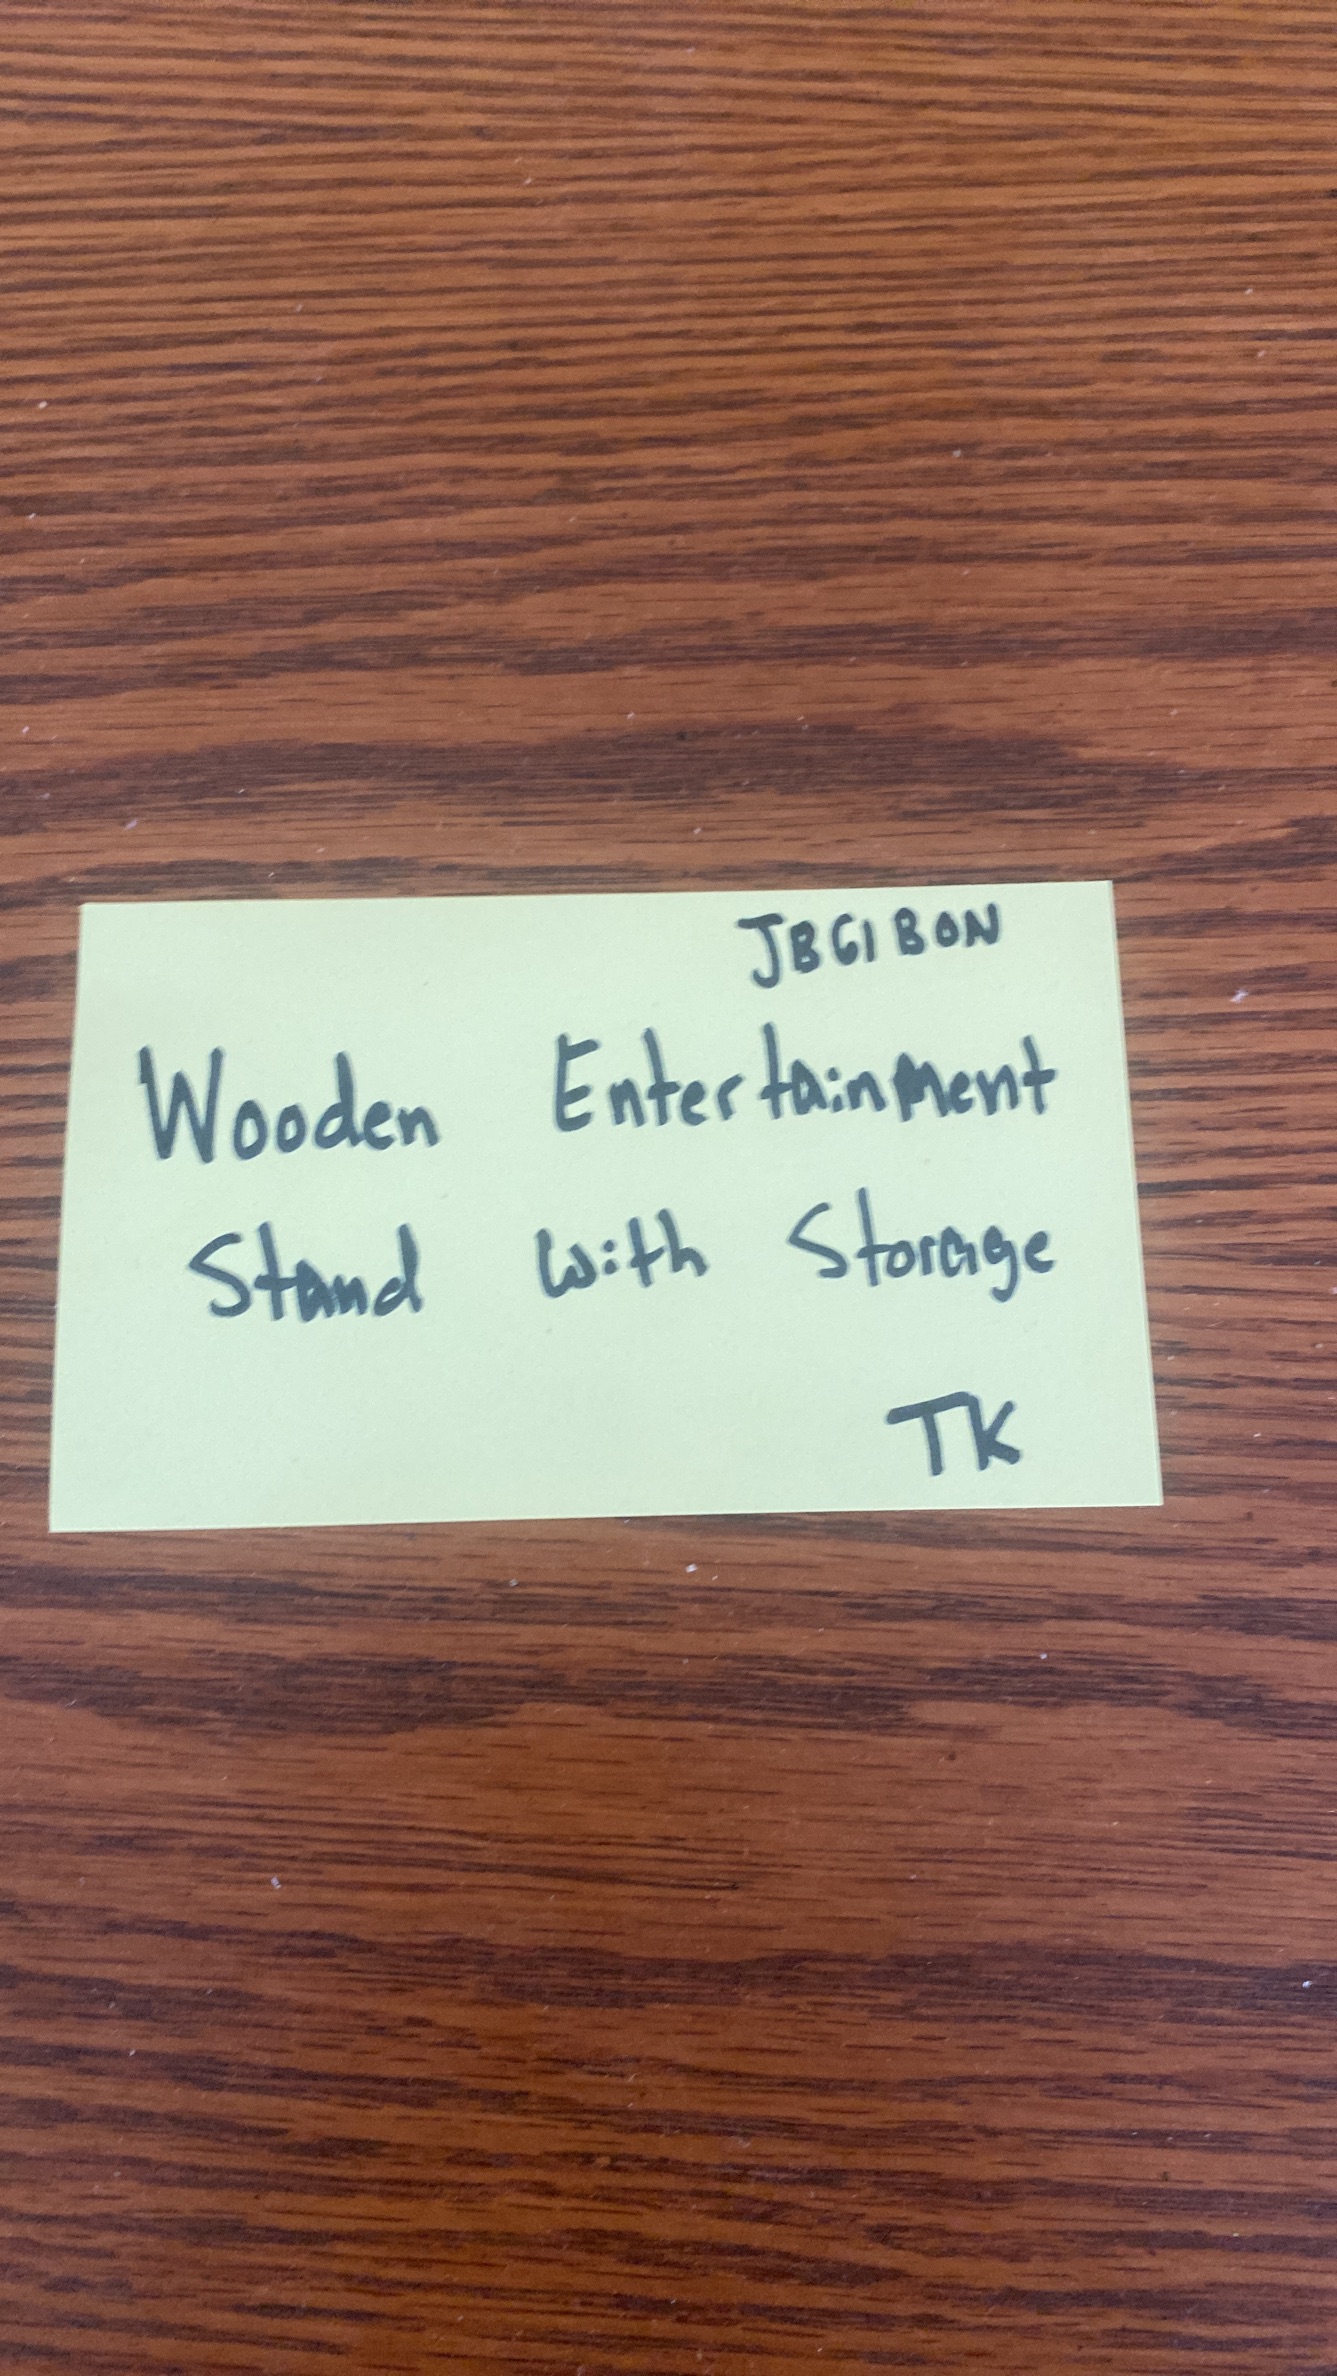 JBGIBON
Wooden Entertainment
Stand with Storage
TK